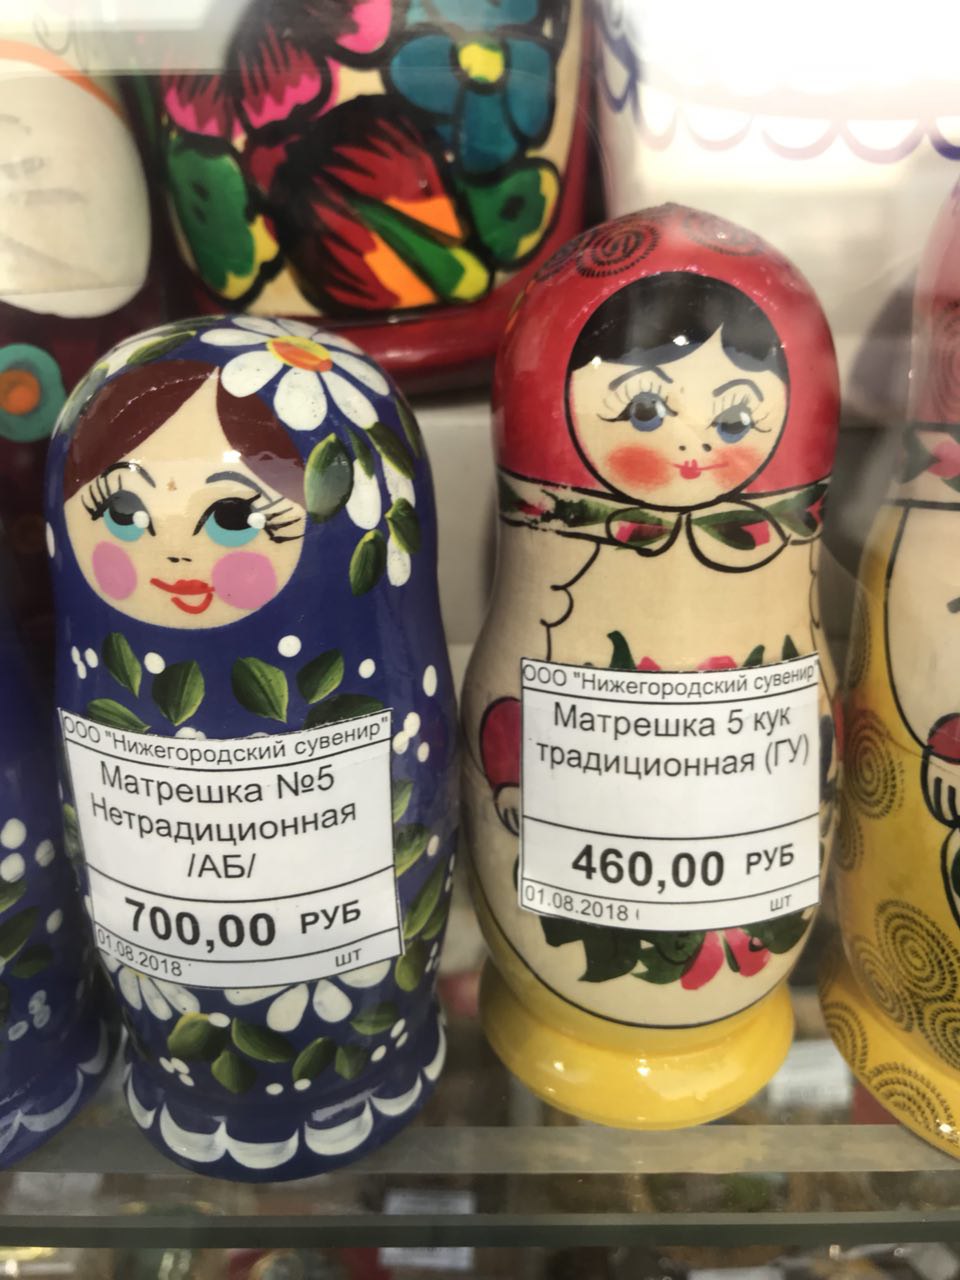 ООО "Нижегородский сувенир"
Матрешка №5
Нетрадиционная
/АБ/
700,00 РУБ
01.08.2018 шт
ООО "Нижегородский сувенир"
Матрешка 5 кук
традиционная (ГУ)
460,00 РУБ
01.08.2018 шт